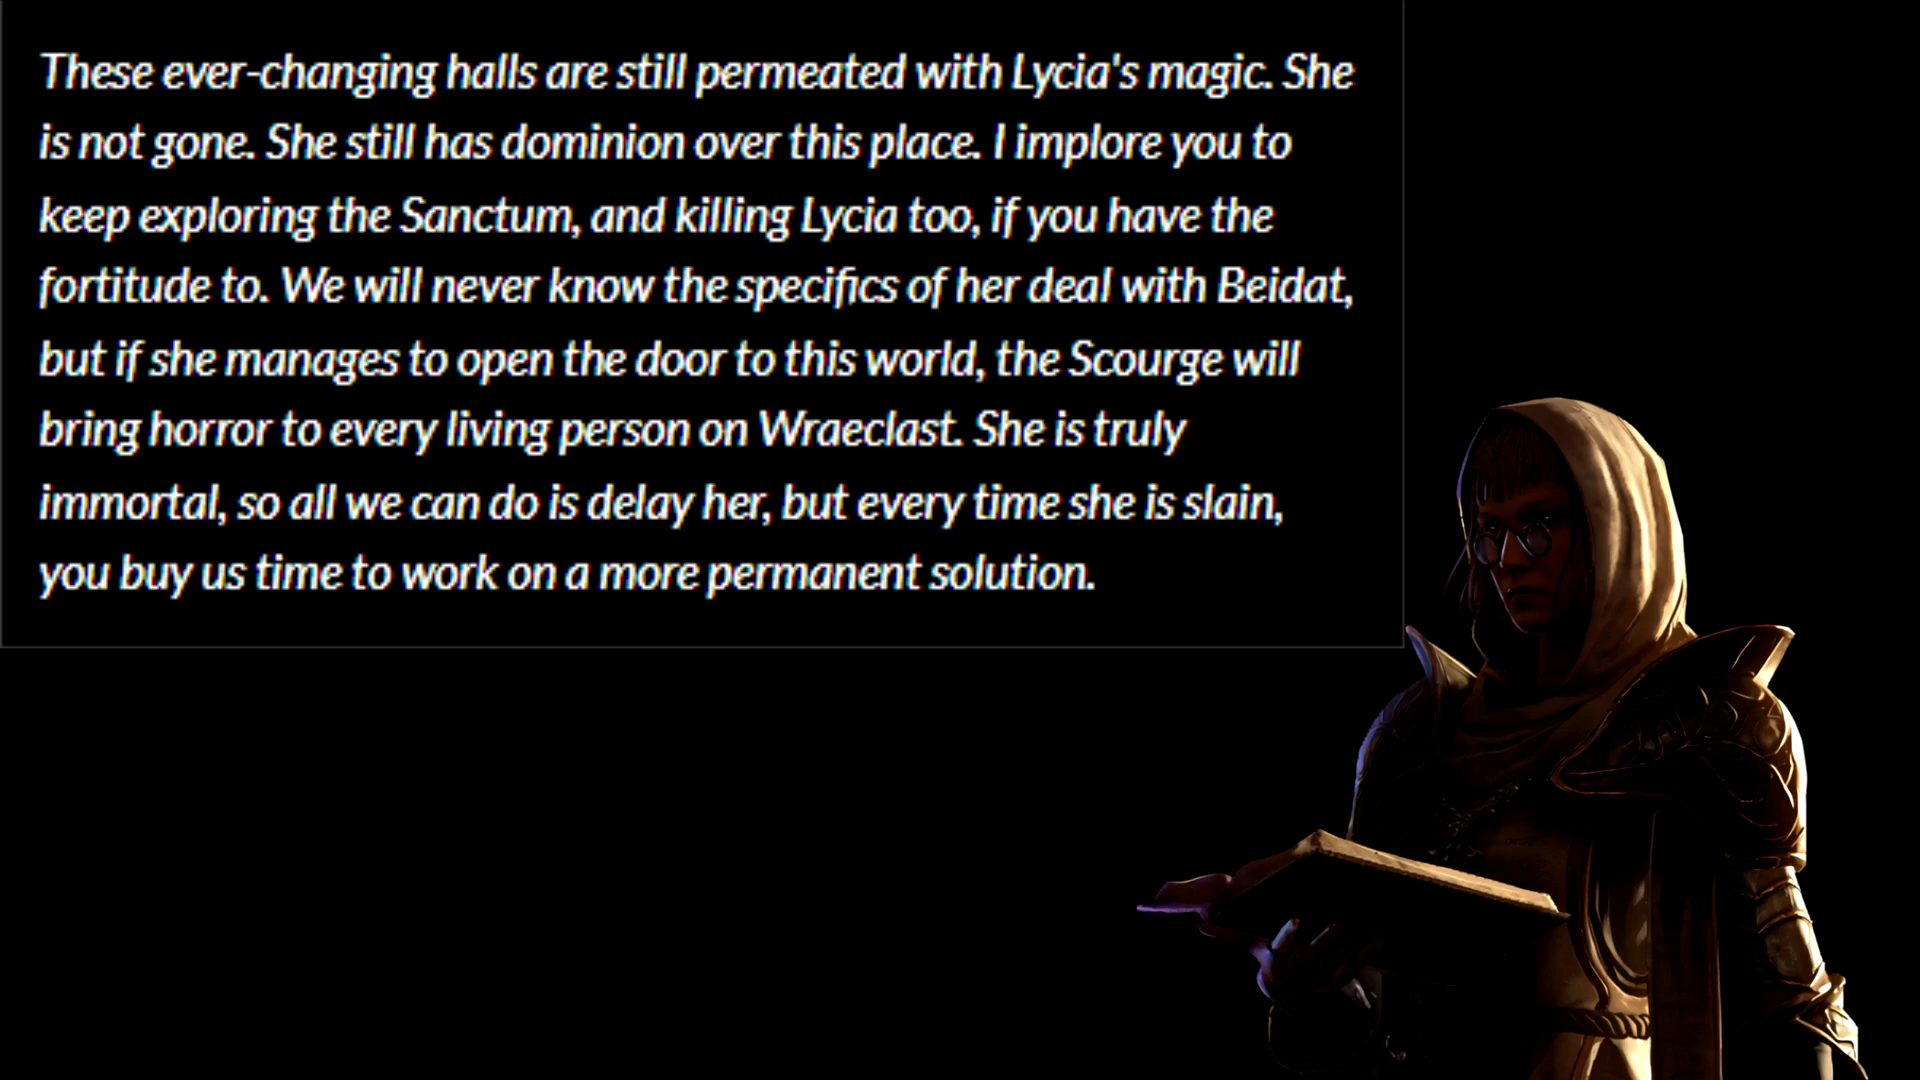 These ever-changing halls are still permeated with Lycia's magic. She
is not gone. She still has dominion over this place. I implore you to
keep exploring the Sanctum, and killing Lycia too, if you have the
fortitude to. We will never know the specifics of her deal with Beidat,
but if she manages to open the door to this world, the Scourge will
bring horror to every living person on Wraeclast. She is truly
immortal, so all we can do is delay her, but every time she is slain,
you buy us time to work on a more permanent solution.